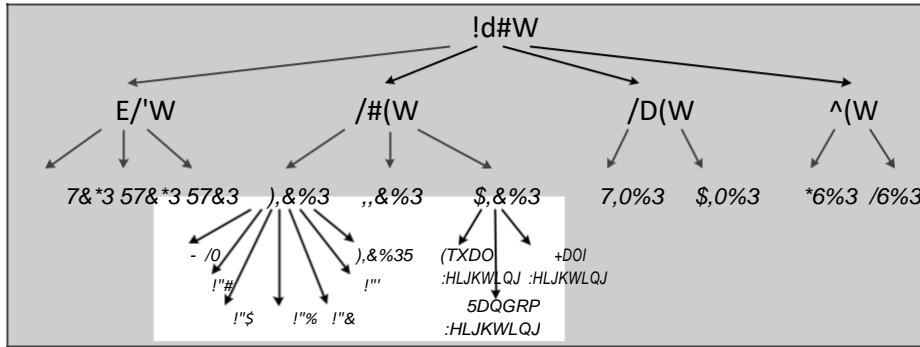 !d#W
E/'W /#(W /D(W ^(W
7&*3 57&*3 57&3 ),&%3 ,,&%3 $,&%3 7,0%3 $,0%3 *6%3 /6%3
- /0 ),&%35 (TXDO +DOI
!"# !"' :HLJKWLQJ :HLJKWLQJ
!"$ !"% !"& 5DQGRP
:HLJKWLQJ